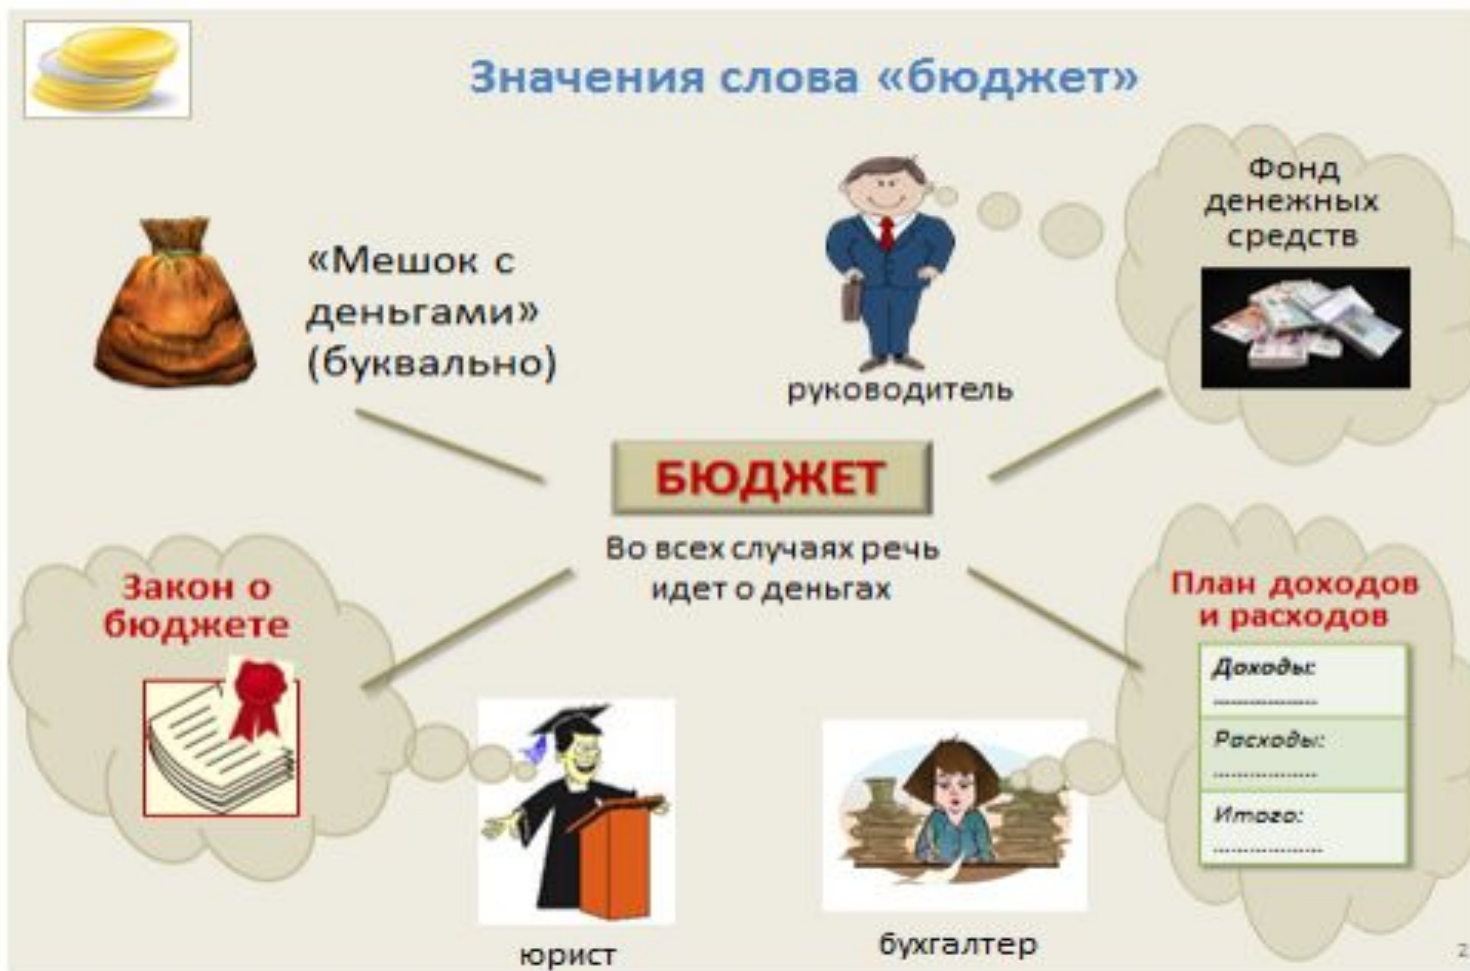 Значения слова «бюджет»
«Мешок с
деньгами»
(буквально)
руководитель
Фонд
денежных
средств
БЮДЖЕТ
Во всех случаях речь
идет о деньгах
Закон о
бюджете
юрист
бухгалтер
План доходов
и расходов
Доходы:
Расходы:
Итого:
2